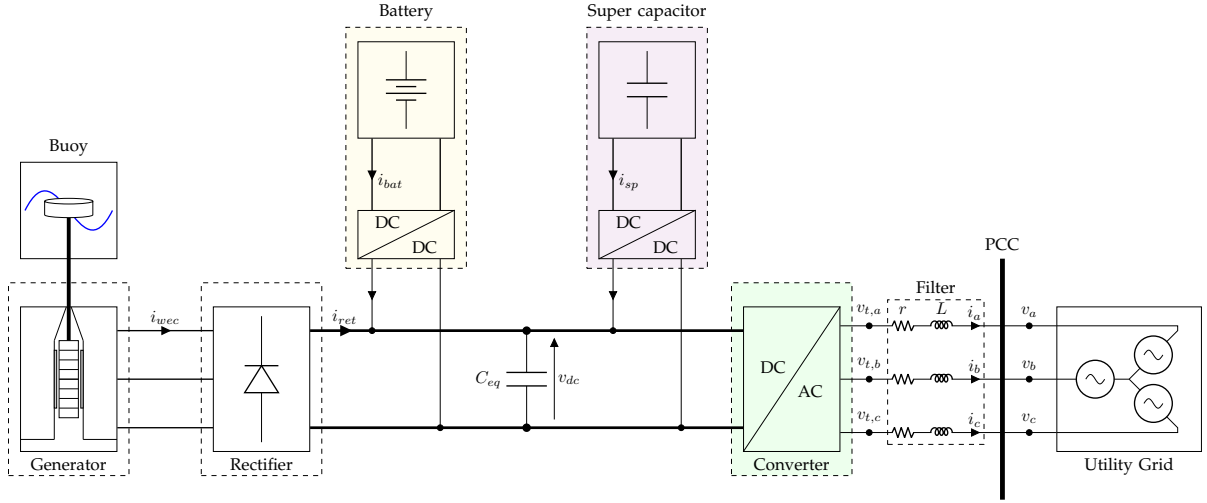 Battery
Super capacitor
i_bat
i_sp
DC
DC
DC
DC
Buoy
PCC
Filter
i_wec
i_ret
v_t,a
r
L
i_a
v_a
DC
AC
C_eq
v_dc
v_t,b
i_b
v_b
v_t,c
i_c
v_c
Generator
Rectifier
Converter
Utility Grid